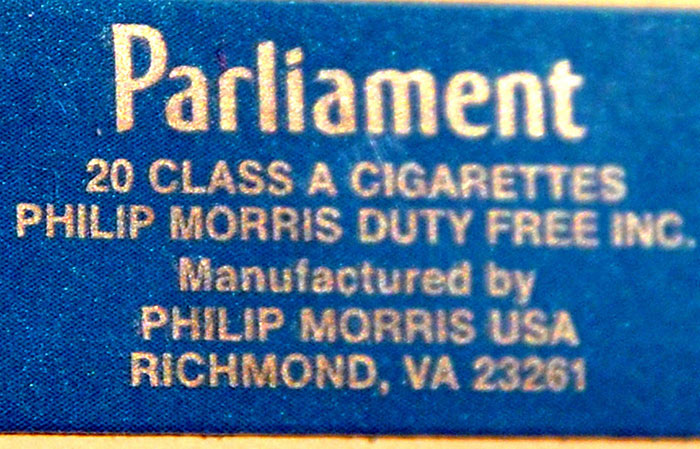 Parliament
20 CLASS A CIGARETTES
PHILIP MORRIS DUTY FREE INC.
Manufactured by
PHILIP MORRIS USA
RICHMOND, VA 23261